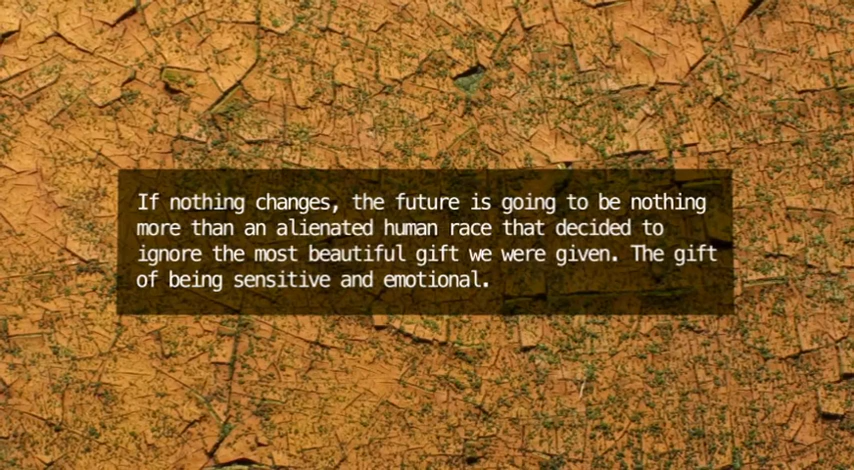 If nothing changes, the future is going to be nothing
more than an alienated human race that decided to
ignore the most beautiful gift we were given. The gift
of being sensitive and emotional.